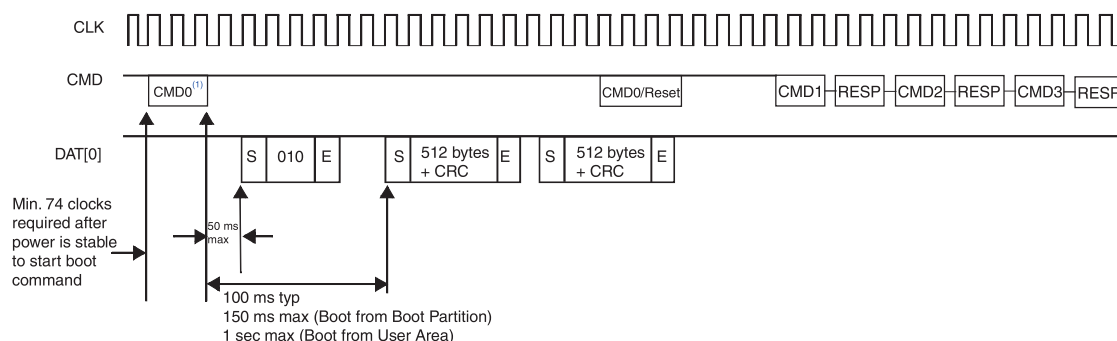 CLK
CMD
CMD0(1)
CMD0/Reset
CMD1
RESP
CMD2
RESP
CMD3
RESP
DAT[0]
S
010
E
S
512 bytes
+ CRC
E
S
512 bytes
+ CRC
E
Min. 74 clocks
required after
power is stable
to start boot
command
50 ms
max
100 ms typ
150 ms max (Boot from Boot Partition)
1 sec max (Boot from User Area)